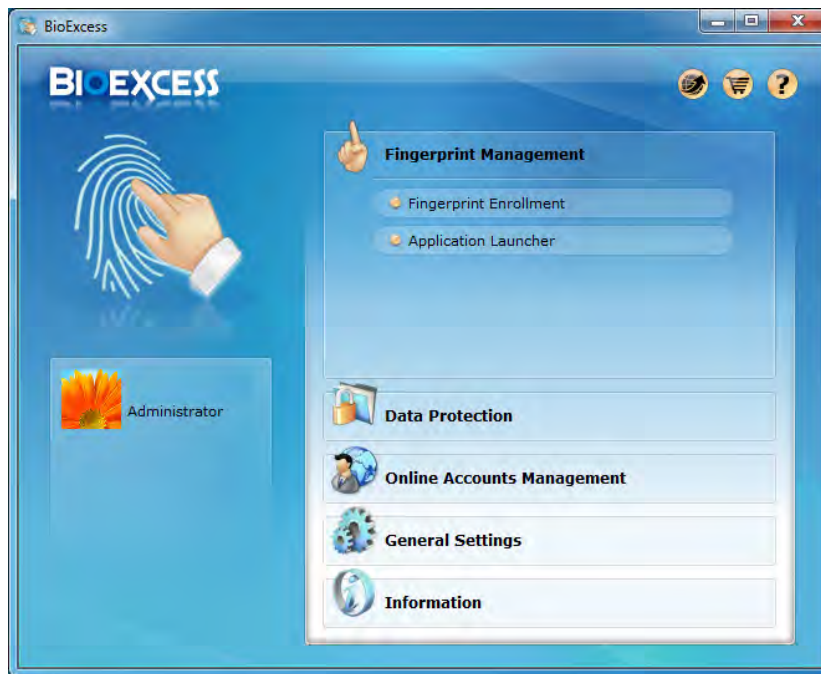 BioExcess
BIOEXCESS
?
Fingerprint Management
Fingerprint Enrollment
Application Launcher
Administrator
Data Protection
Online Accounts Management
General Settings
Information